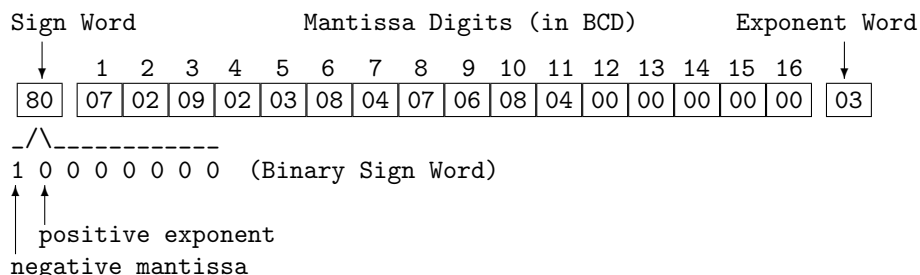 Sign Word Mantissa Digits (in BCD) Exponent Word
1 2 3 4 5 6 7 8 9 10 11 12 13 14 15 16
80 07 02 09 02 03 08 04 07 06 08 04 00 00 00 00 00 03
_/\____________
1 0 0 0 0 0 0 0 (Binary Sign Word)
positive exponent
negative mantissa